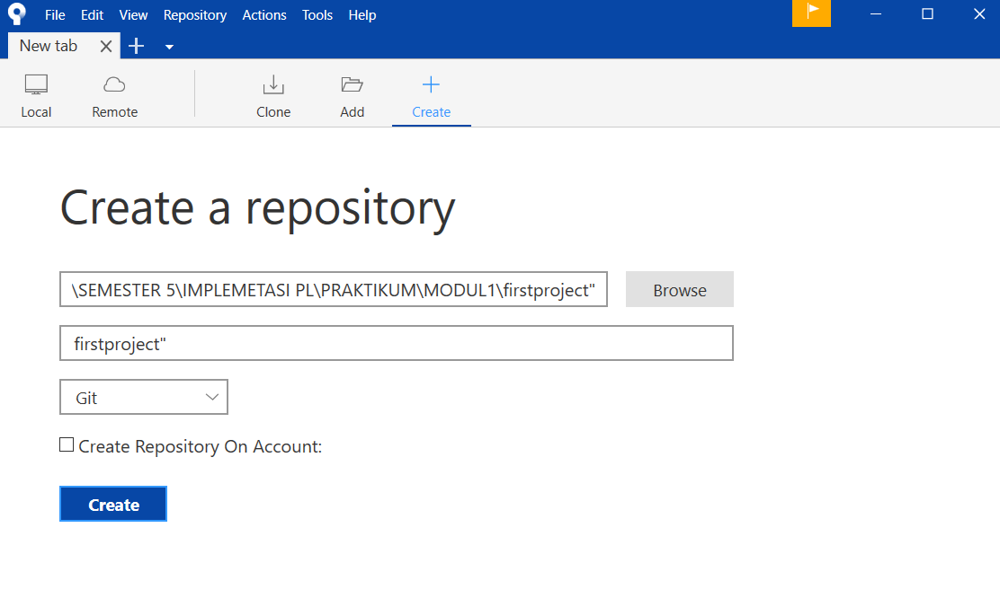 File Edit View Repository Actions Tools Help
New tab
Local Remote Clone Add Create
Create a repository
\SEMESTER 5\IMPLEMETASI PL\PRAKTIKUM\MODUL1\firstproject" Browse
firstproject"
Git
Create Repository On Account:
Create